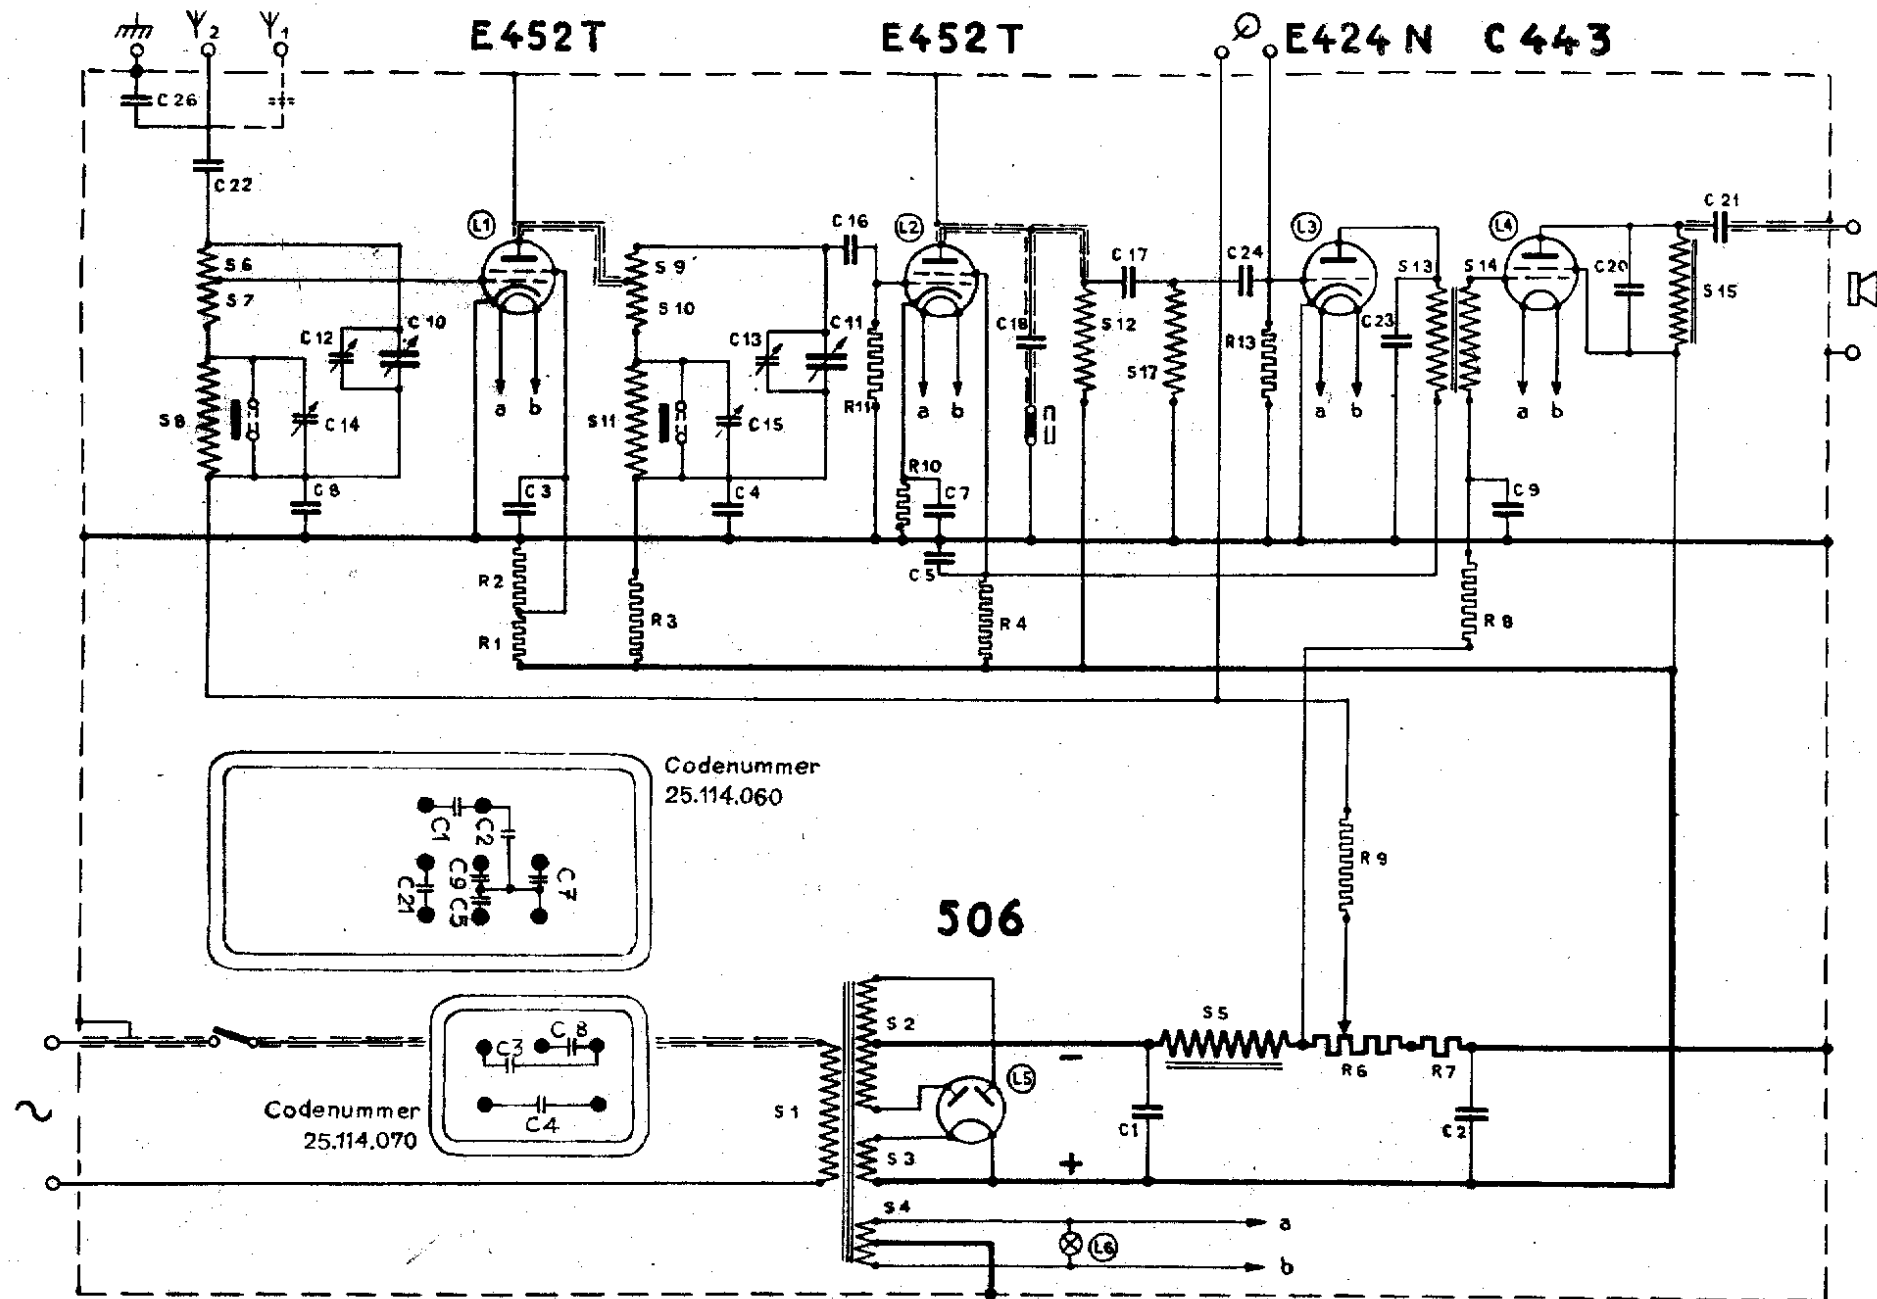 2
1
E452T
E452T
E424N
C443
C26
C22
L1
C16
L2
C17
C24
L3
L4
C21
S6
S7
S9
S10
S13
S14
C20
S15
C12
C10
C13
C11
C18
S12
S17
R13
C23
R11
S8
C14
a
b
S11
C15
a
b
a
b
a
b
C8
C3
C4
R10
C7
C9
R2
R1
R3
C5
R4
R8
Codenummer
25.114.060
C1
C2
C21
C9
C5
C7
R9
506
S2
S5
C3
C8
–
R6
R7
L5
~
Codenummer
25.114.070
C4
S1
C1
C2
S3
+
S4
a
L6
b